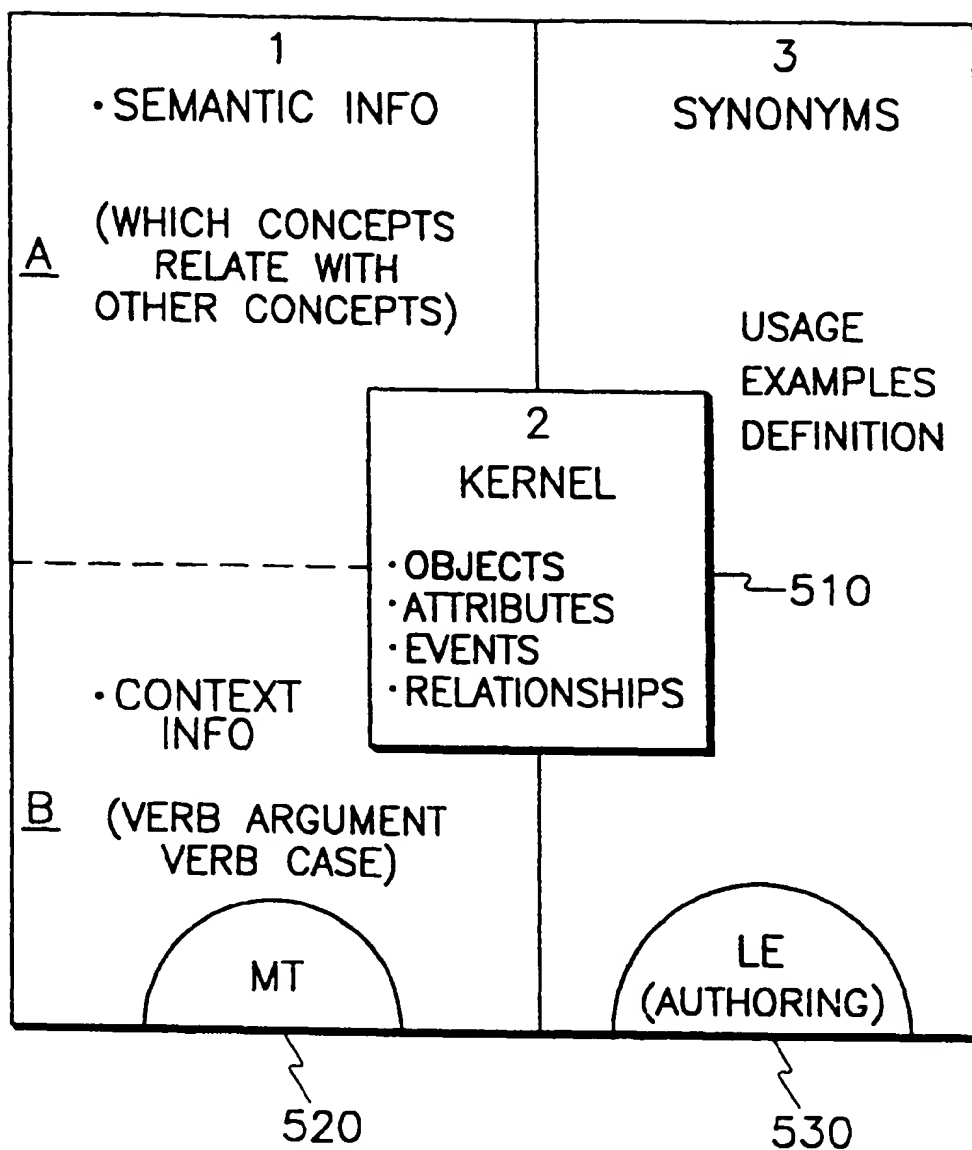 1
· SEMANTIC INFO
A
(WHICH CONCEPTS
RELATE WITH
OTHER CONCEPTS)
3
SYNONYMS
USAGE
EXAMPLES
DEFINITION
2
KERNEL
· OBJECTS
· ATTRIBUTES
· EVENTS
· RELATIONSHIPS
510
· CONTEXT
INFO
B
(VERB ARGUMENT
VERB CASE)
MT
LE
(AUTHORING)
520
530